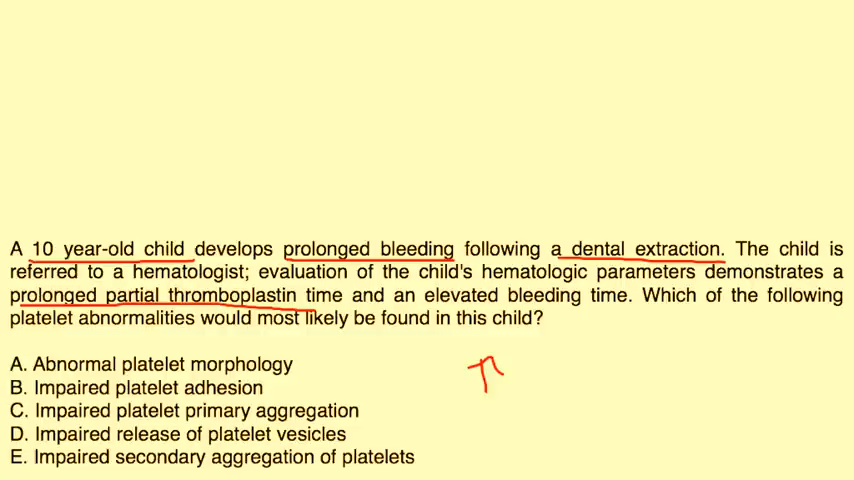 A 10 year-old child develops prolonged bleeding following a dental extraction. The child is
referred to a hematologist; evaluation of the child's hematologic parameters demonstrates a
prolonged partial thromboplastin time and an elevated bleeding time. Which of the following
platelet abnormalities would most likely be found in this child?
A. Abnormal platelet morphology
B. Impaired platelet adhesion
C. Impaired platelet primary aggregation
D. Impaired release of platelet vesicles
E. Impaired secondary aggregation of platelets